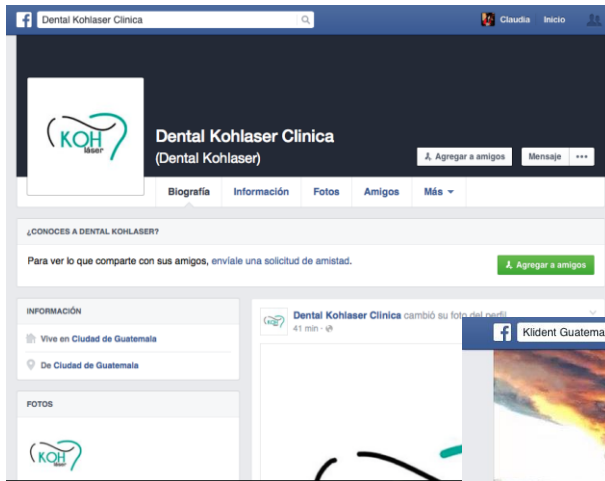 Dental Kohlaser Clinica
Claudia Inicio
KOH
láser
Dental Kohlaser Clinica
(Dental Kohlaser)
Agregar a amigos Mensaje
Biografía Información Fotos Amigos Más
¿CONOCES A DENTAL KOHLASER?
Para ver lo que comparte con sus amigos, envíale una solicitud de amistad.
Agregar a amigos
INFORMACIÓN
Vive en Ciudad de Guatemala
De Ciudad de Guatemala
FOTOS
KOH
láser
KOH
Dental Kohlaser Clinica cambió su foto del perfil.
41 min
Klident Guatema